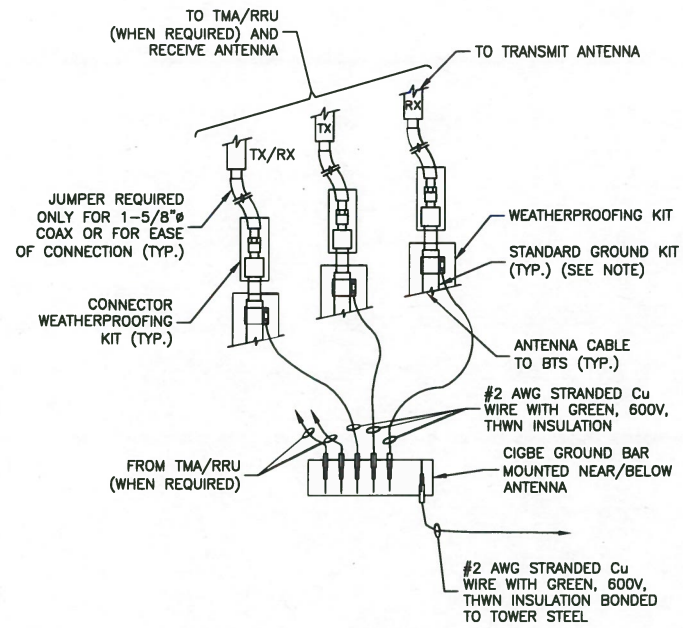 TO TMA/RRU
(WHEN REQUIRED) AND
RECEIVE ANTENNA
TO TRANSMIT ANTENNA
RX
TX
TX/RX
JUMPER REQUIRED
ONLY FOR 1-5/8"ø
COAX OR FOR EASE
OF CONNECTION (TYP.)
WEATHERPROOFING KIT
STANDARD GROUND KIT
(TYP.) (SEE NOTE)
CONNECTOR
WEATHERPROOFING
KIT (TYP.)
ANTENNA CABLE
TO BTS (TYP.)
#2 AWG STRANDED Cu
WIRE WITH GREEN, 600V,
THWN INSULATION
FROM TMA/RRU
(WHEN REQUIRED)
CIGBE GROUND BAR
MOUNTED NEAR/BELOW
ANTENNA
#2 AWG STRANDED Cu
WIRE WITH GREEN, 600V,
THWN INSULATION BONDED
TO TOWER STEEL